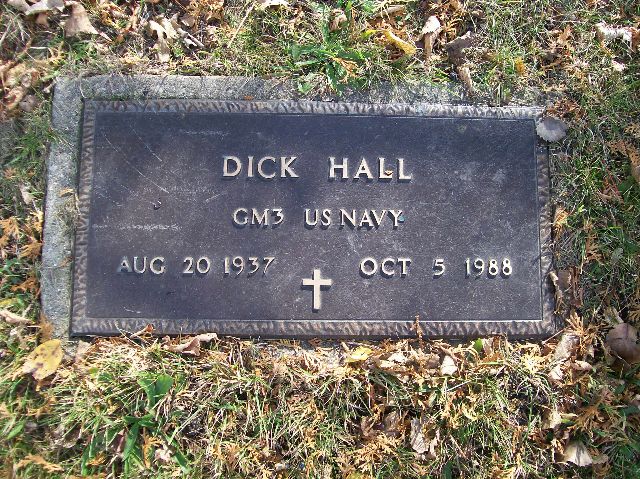 DICK HALL
GM3 US NAVY
AUG 20 1937 OCT 5 1988